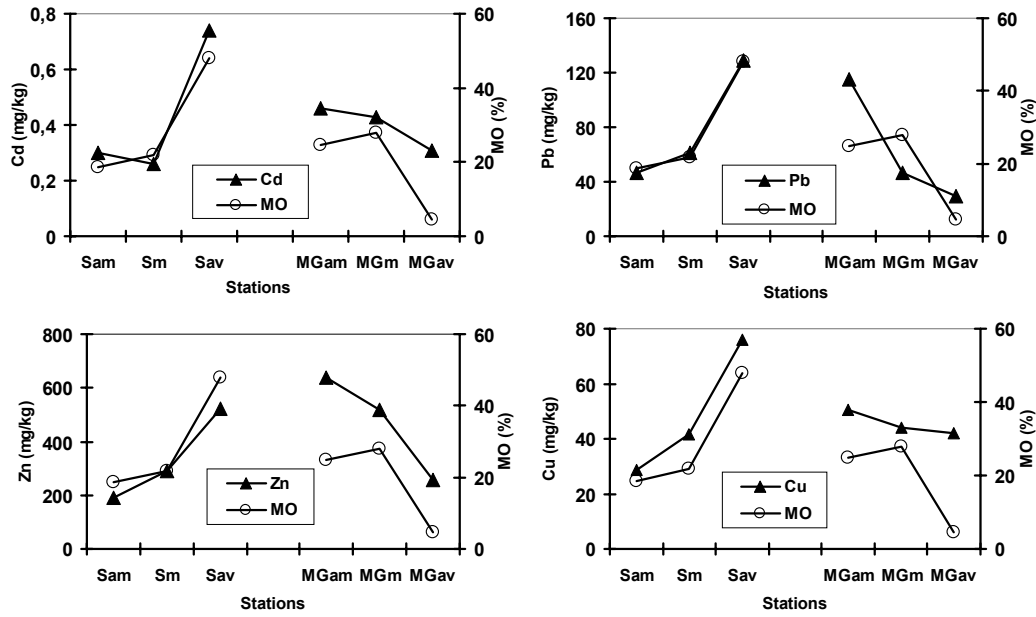 0,8
0,6
0,4
0,2
0
Cd (mg/kg)
60
40
20
0
MO (%)
Cd
MO
Sam Sm Sav MGam MGm MGav
Stations
160
120
80
40
0
Pb (mg/kg)
60
40
20
0
MO (%)
Pb
MO
Sam Sm Sav MGam MGm MGav
Stations
800
600
400
200
0
Zn (mg/kg)
60
40
20
0
MO (%)
Zn
MO
Sam Sm Sav MGam MGm MGav
Stations
80
60
40
20
0
Cu (mg/kg)
60
40
20
0
MO (%)
Cu
MO
Sam Sm Sav MGam MGm MGav
Stations